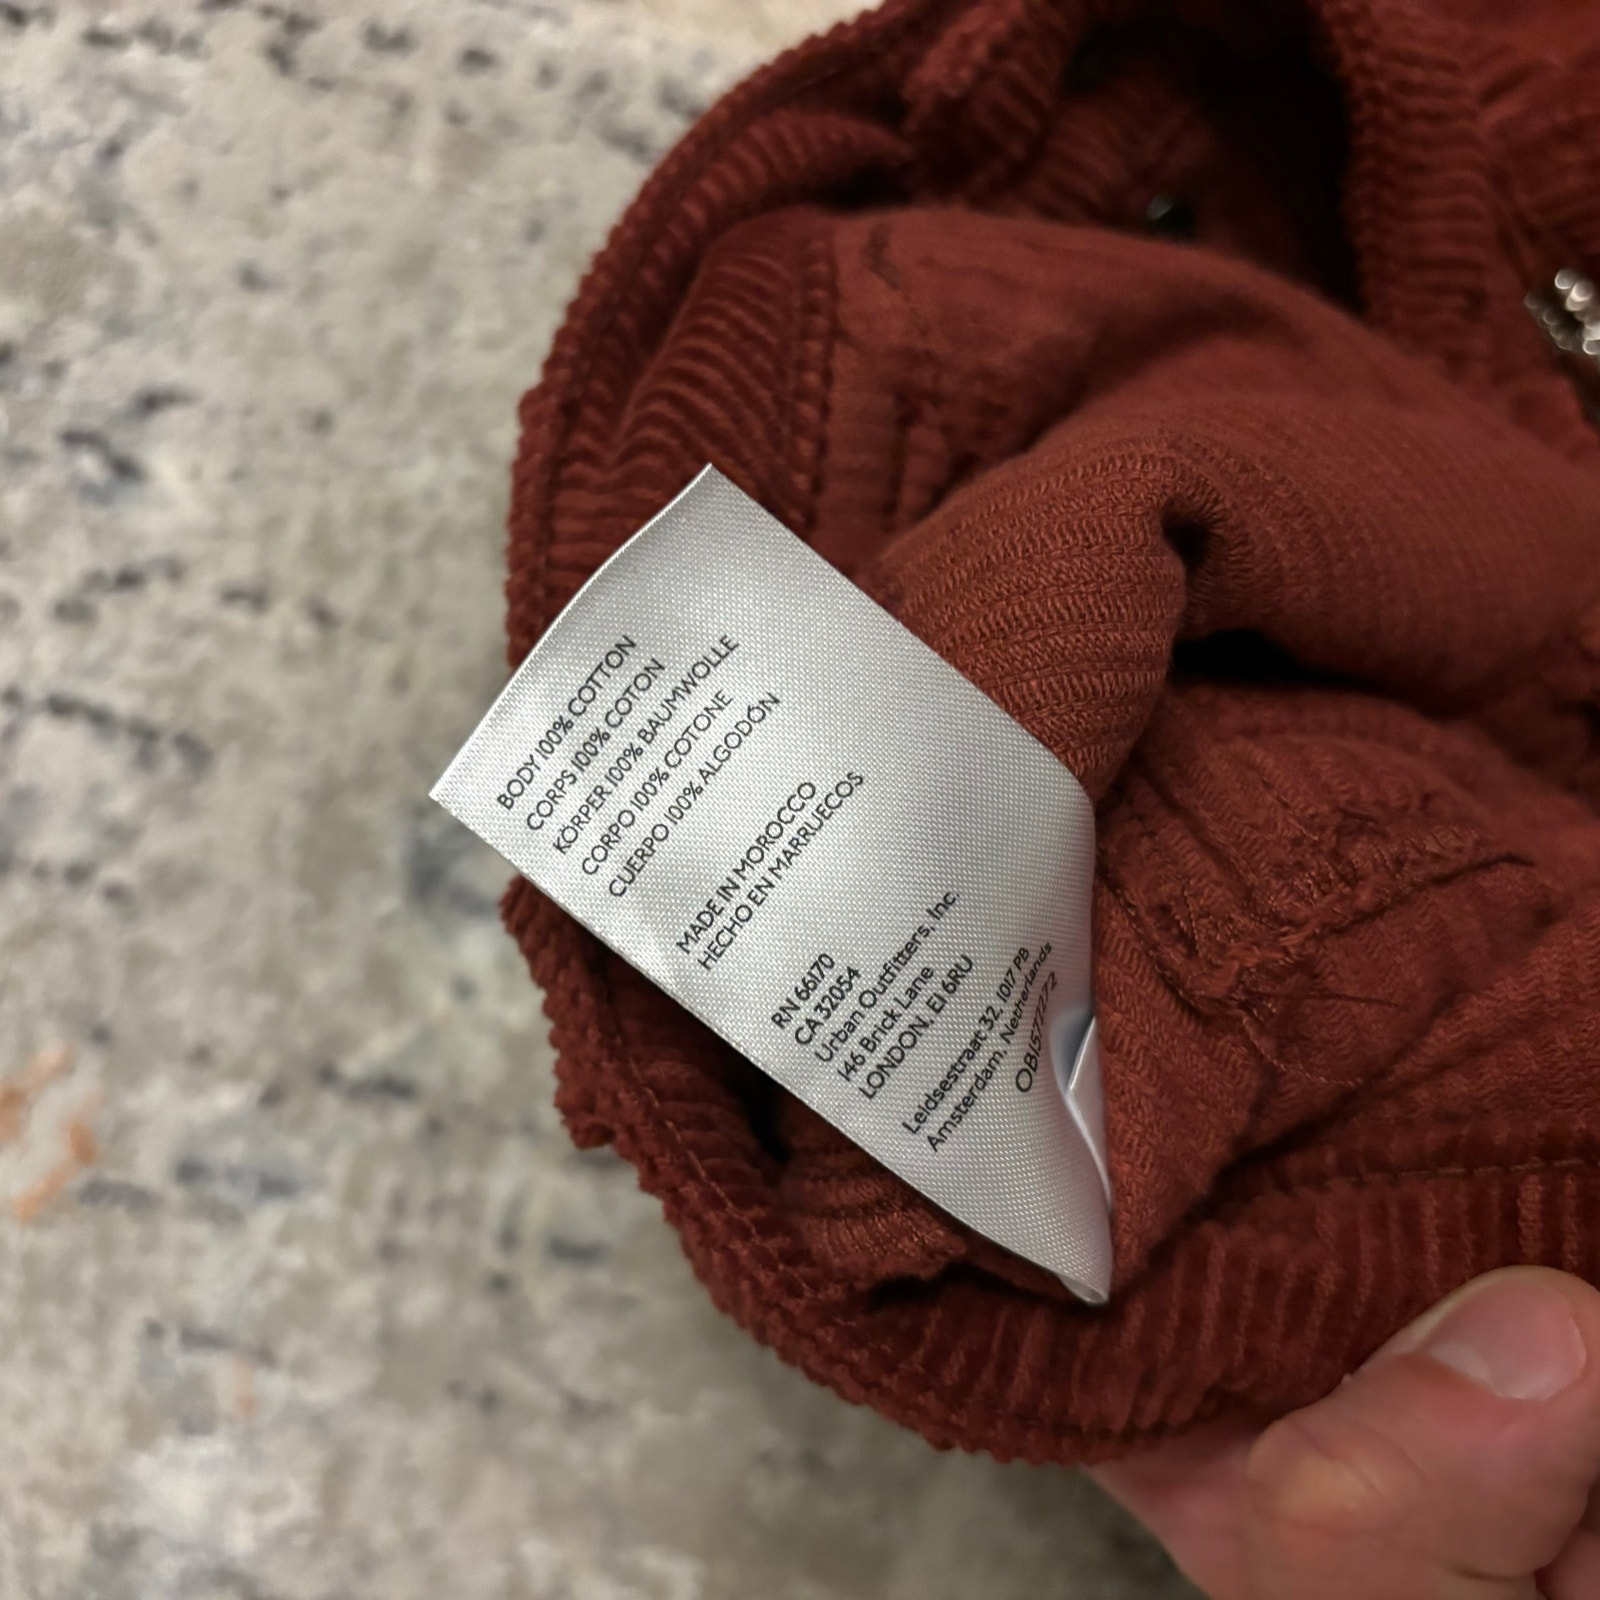 BODY 100% COTTON
CORPS 100% COTON
KÖRPER 100% BAUMWOLLE
CORPO 100% COTONE
CUERPO 100% ALGODÓN
MADE IN MOROCCO
HECHO EN MARRUECOS
RN 66170
CA 32054
Urban Outfitters, Inc.
146 Brick Lane
LONDON, E1 6RU
Leidsestraat 32, 1017 PB
Amsterdam, Netherlands